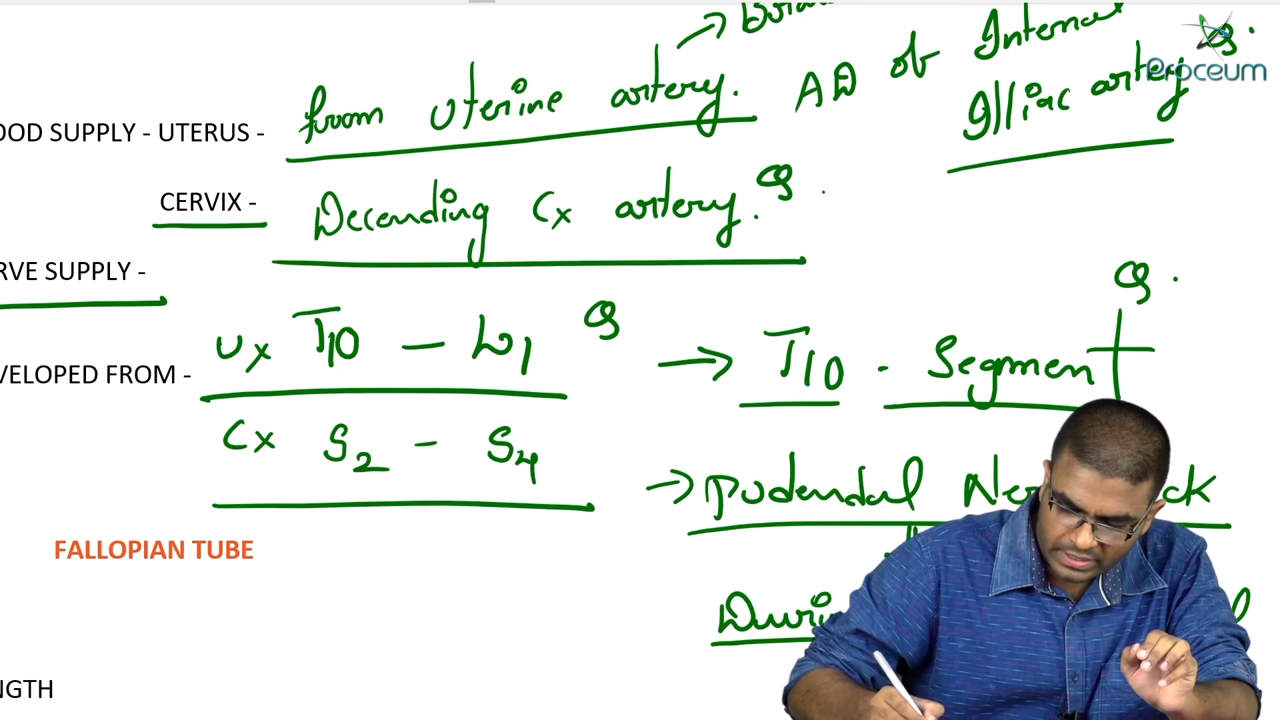 AD of Internal
from uterine artery.
Illiac artery
Proceum
OOD SUPPLY - UTERUS -
CERVIX -
Decending Cx artery.
RVE SUPPLY -
Ux T10 - L1 → T10 - Segment
VELOPED FROM -
Cx S2 - S4
→ Pudendal
FALLOPIAN TUBE
NGTH